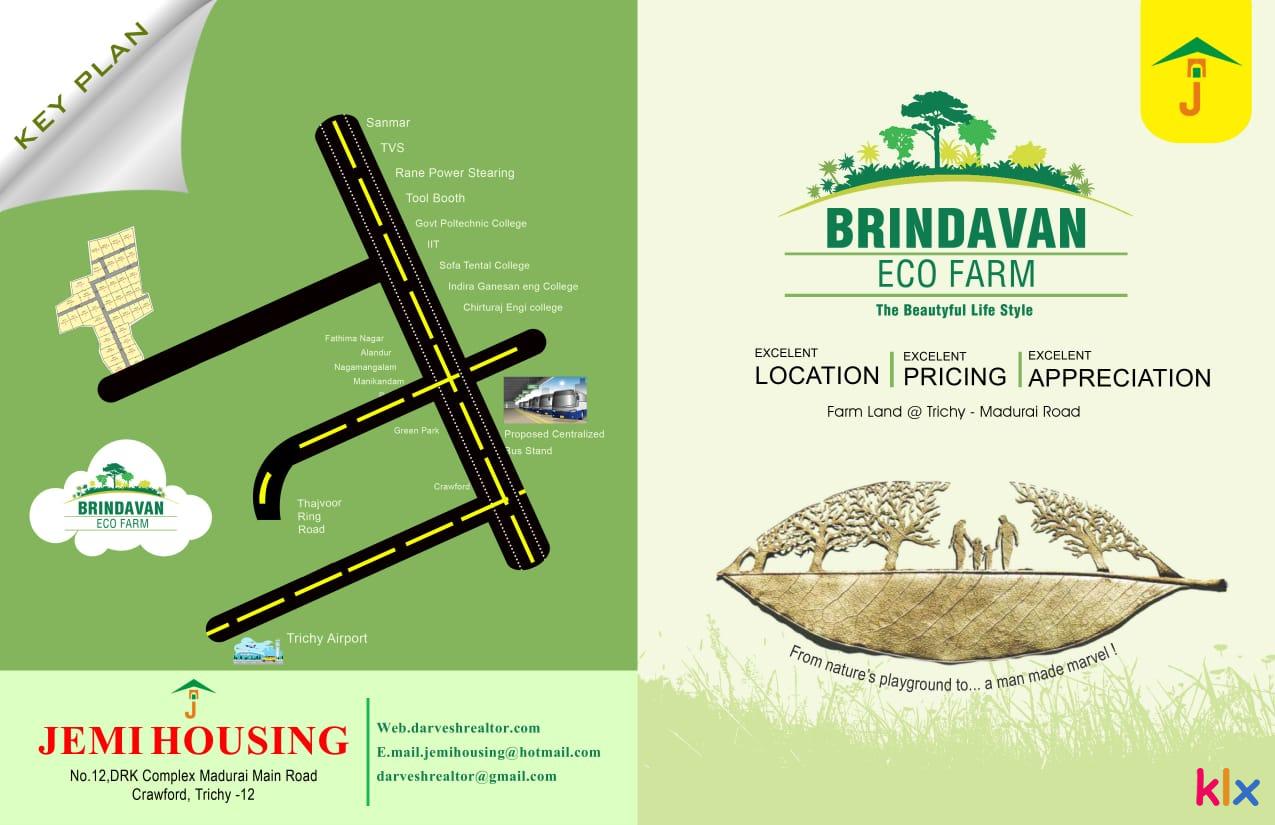 KEY PLAN
Sanmar
TVS
Rane Power Stearing
Tool Booth
Govt Poltechnic College
IIT
Sofa Tental College
Indira Ganesan eng College
Chirturaj Engi college
Fathima Nagar
Alandur
Nagamangalam
Manikandam
Green Park
Proposed Centralized
Bus Stand
Crawford
Thajvoor
Ring
Road
BRINDAVAN
ECO FARM
Trichy Airport
J
JEMI HOUSING
No.12,DRK Complex Madurai Main Road
Crawford, Trichy -12
Web.darveshrealtor.com
E.mail.jemihousing@hotmail.com
darveshrealtor@gmail.com
J
BRINDAVAN
ECO FARM
The Beautyful Life Style
EXCELENT
LOCATION
EXCELENT
PRICING
EXCELENT
APPRECIATION
Farm Land @ Trichy - Madurai Road
From nature's playground to... a man made marvel !
klx